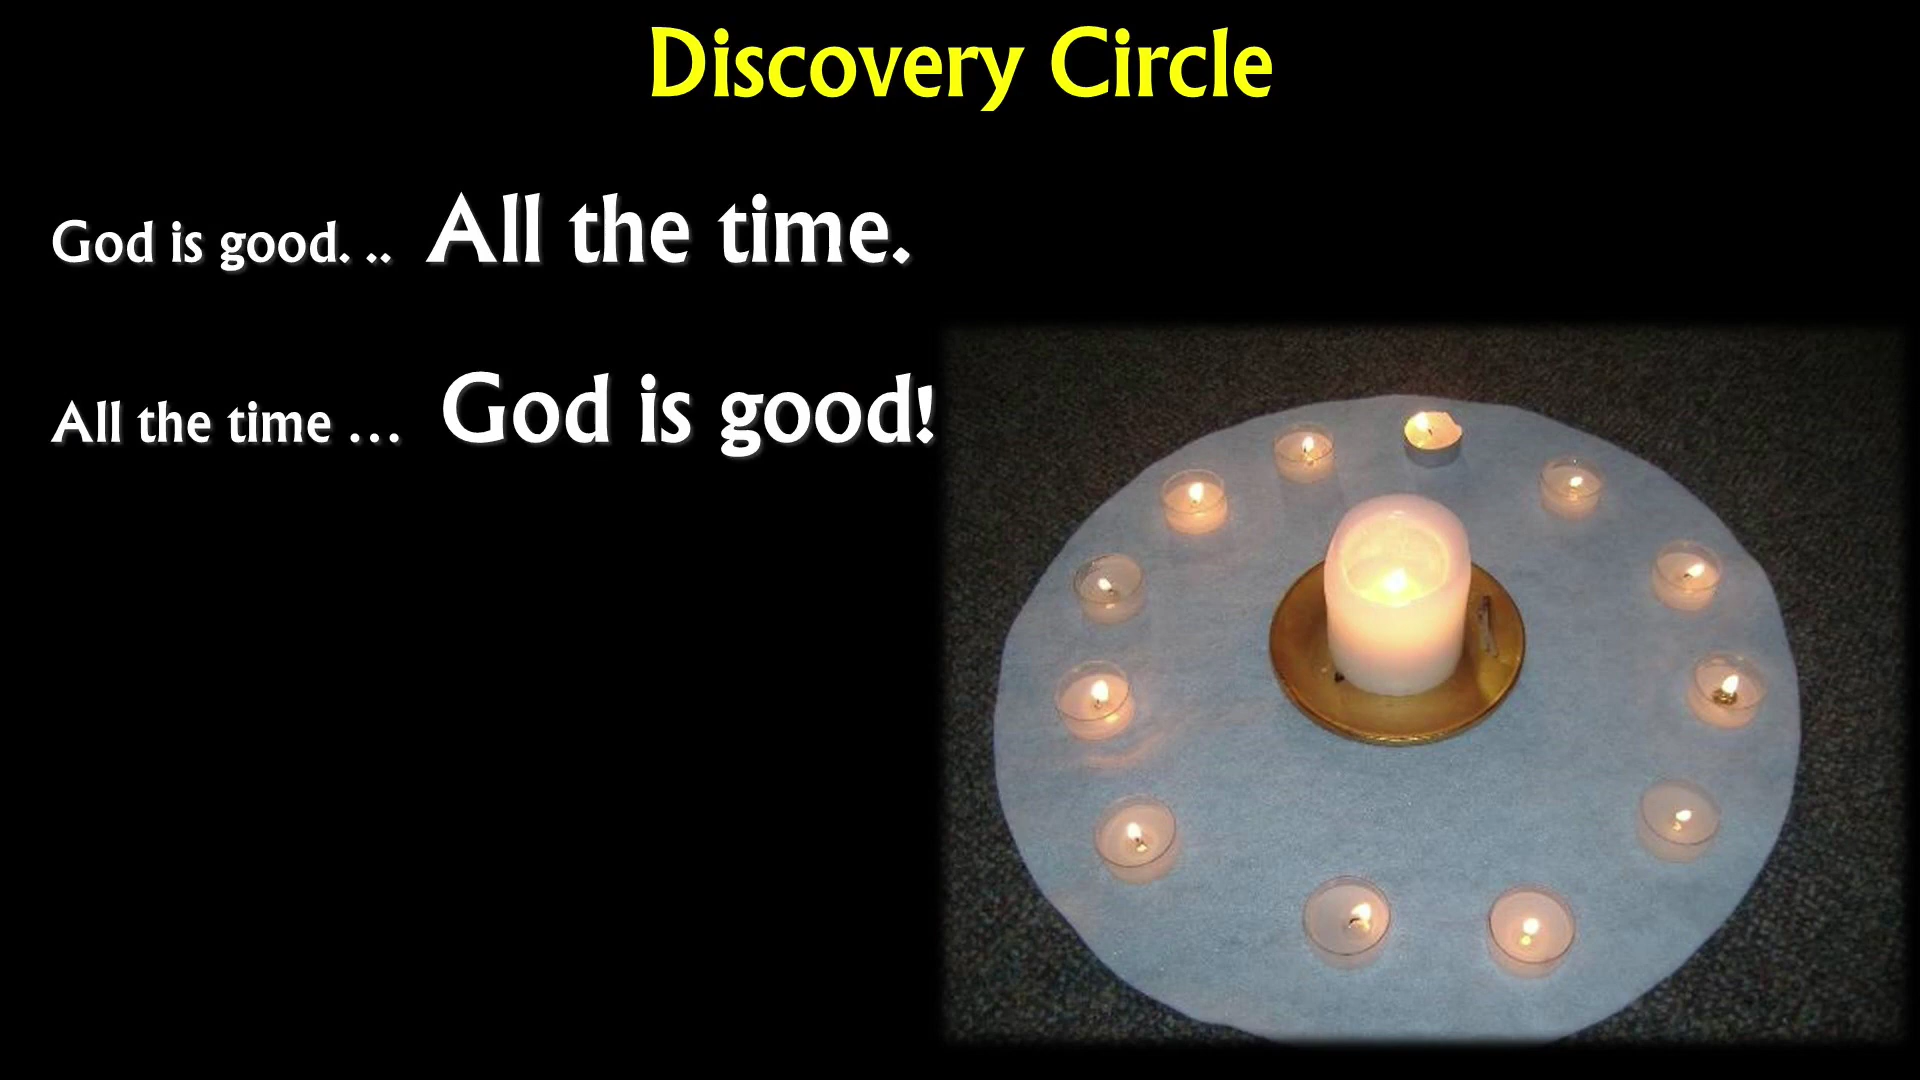 Discovery Circle
God is good. .. All the time.
All the time … God is good!